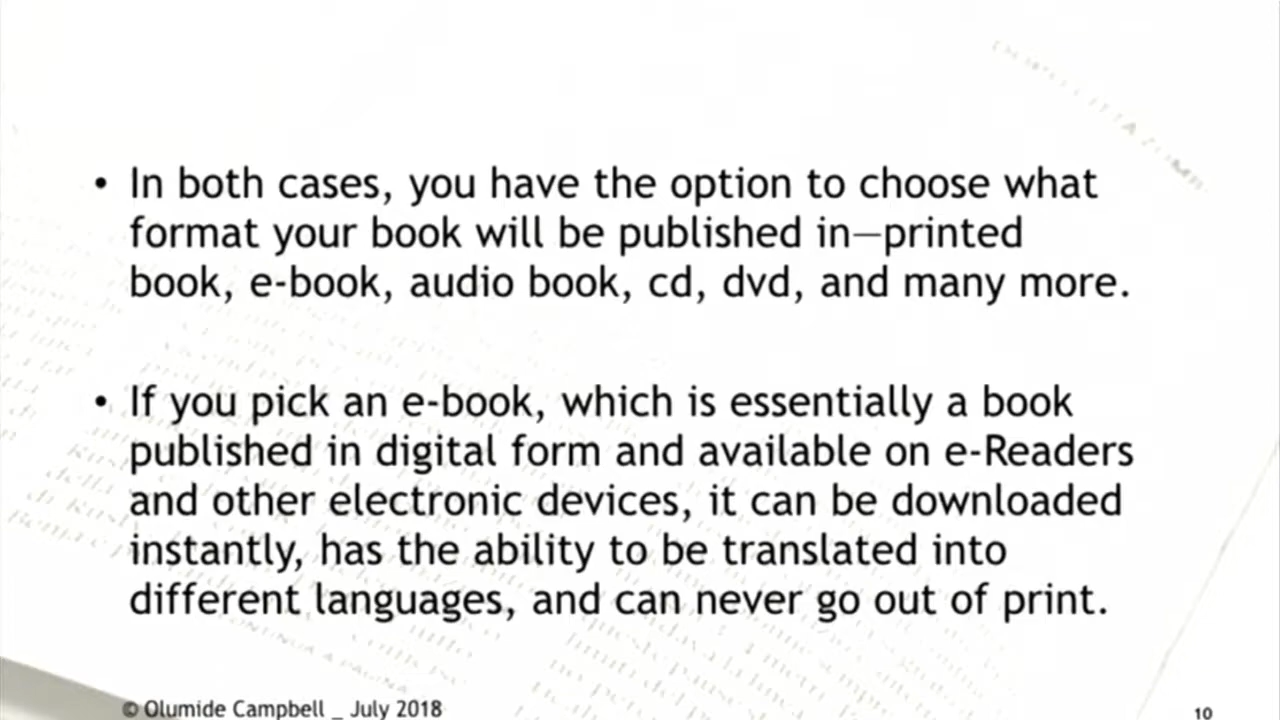 • In both cases, you have the option to choose what
format your book will be published in—printed
book, e-book, audio book, cd, dvd, and many more.
• If you pick an e-book, which is essentially a book
published in digital form and available on e-Readers
and other electronic devices, it can be downloaded
instantly, has the ability to be translated into
different languages, and can never go out of print.
© Olumide Campbell _ July 2018
10